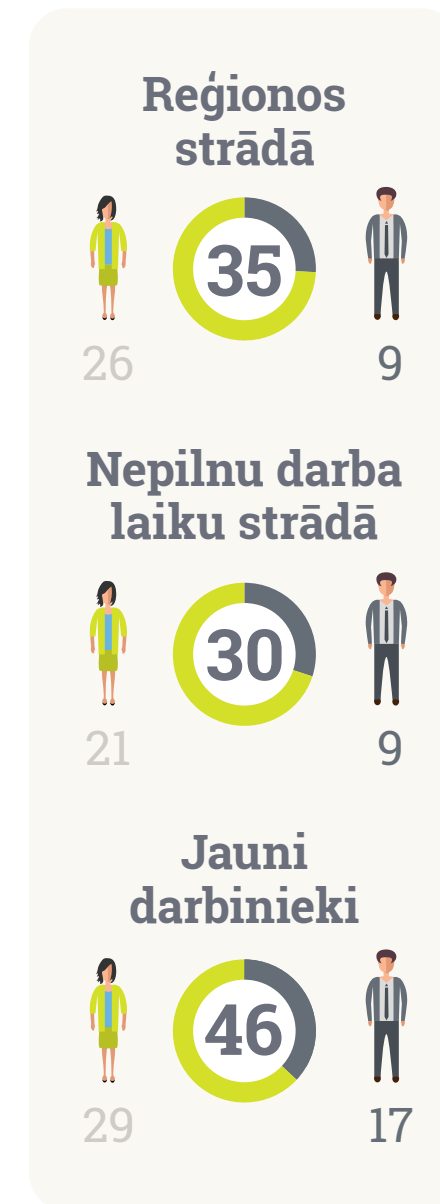 Reģionos
strādā
35
26
9
Nepilnu darba
laiku strādā
30
21
9
Jauni
darbinieki
46
29
17